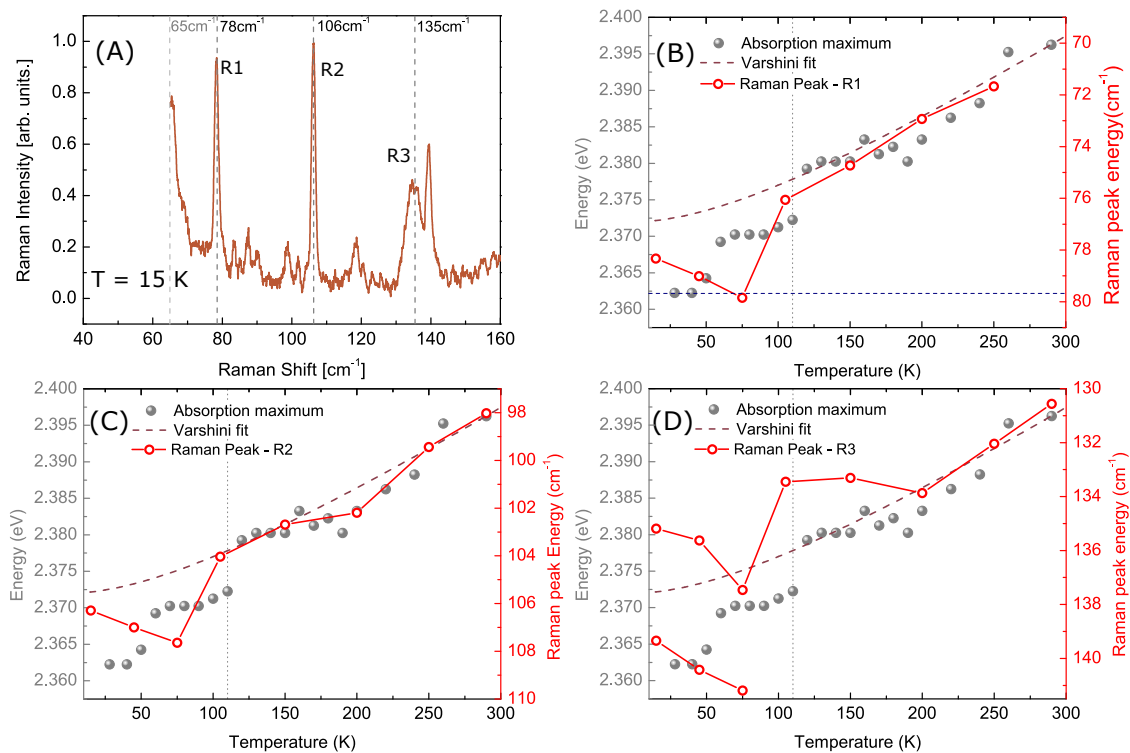 (A)
65cm⁻¹ 78cm⁻¹ 106cm⁻¹ 135cm⁻¹
R1
R2
R3
T = 15 K
Raman Intensity [arb. units.]
1.0
0.8
0.6
0.4
0.2
0.0
40 60 80 100 120 140 160
Raman Shift [cm⁻¹]
(B)
Absorption maximum
Varshini fit
Raman Peak - R1
Energy (eV)
2.400
2.395
2.390
2.385
2.380
2.375
2.370
2.365
2.360
70
72
74
76
78
80
Raman peak energy(cm⁻¹)
50 100 150 200 250 300
Temperature (K)
(C)
Absorption maximum
Varshini fit
Raman Peak - R2
Energy (eV)
2.400
2.395
2.390
2.385
2.380
2.375
2.370
2.365
2.360
98
100
102
104
106
108
110
Raman peak Energy (cm⁻¹)
50 100 150 200 250 300
Temperature (K)
(D)
Absorption maximum
Varshini fit
Raman Peak - R3
Energy (eV)
2.400
2.395
2.390
2.385
2.380
2.375
2.370
2.365
2.360
130
132
134
136
138
140
Raman peak energy (cm⁻¹)
50 100 150 200 250 300
Temperature (K)